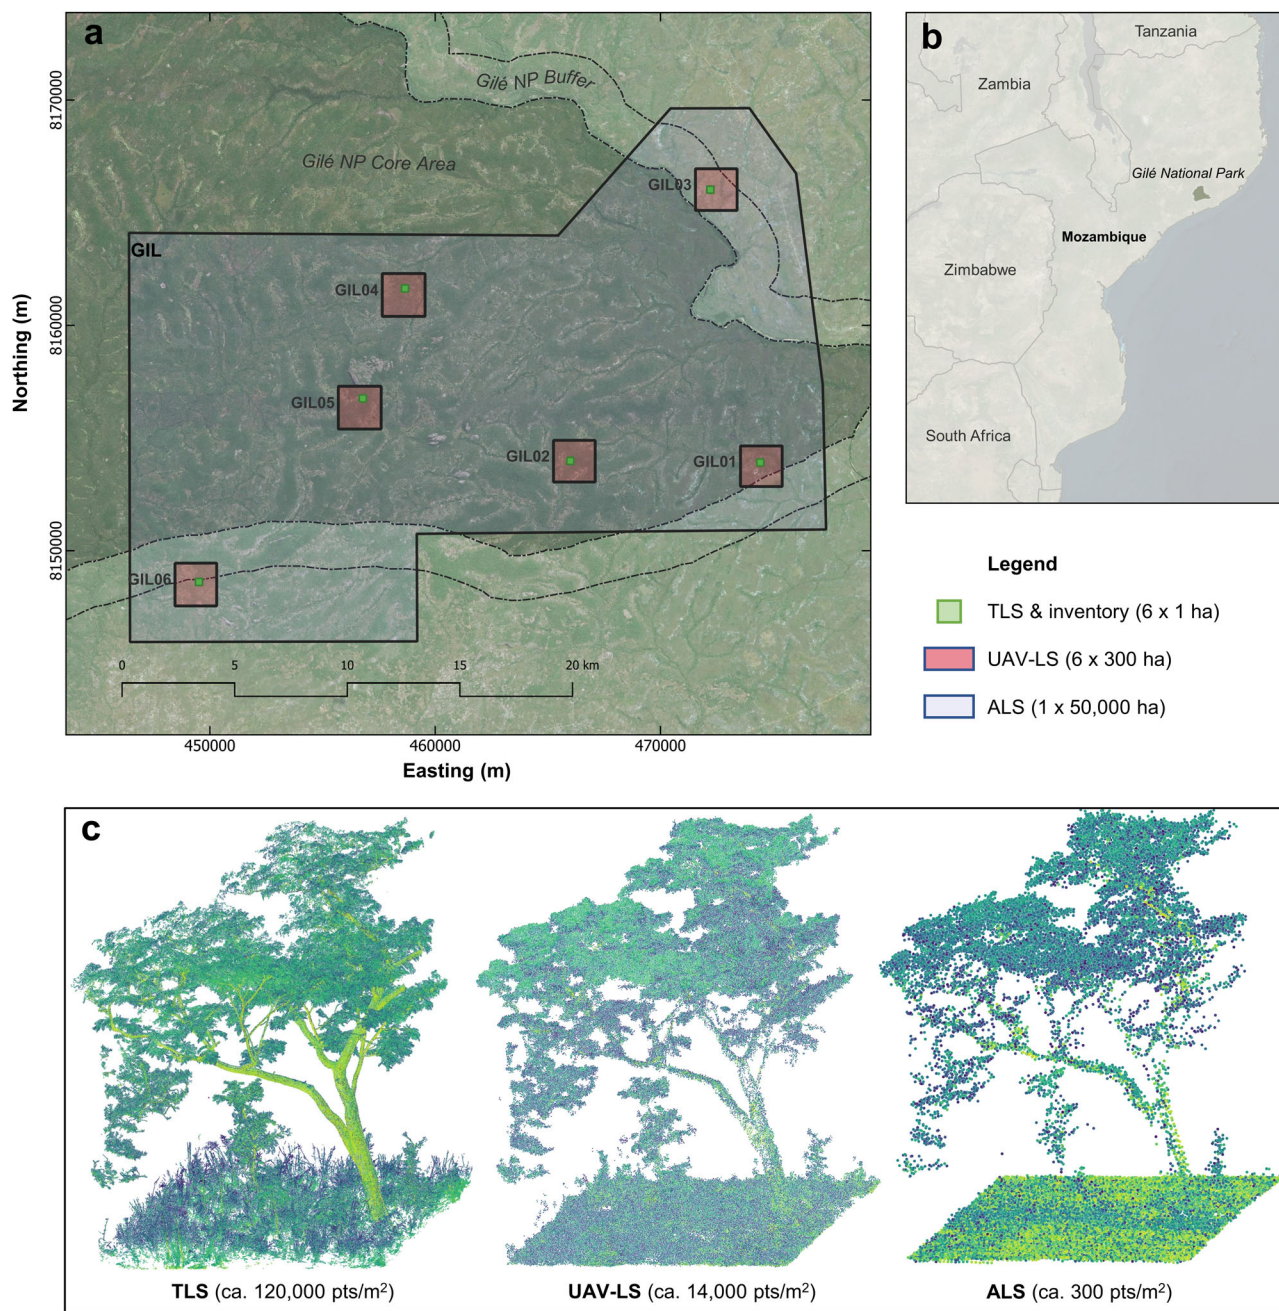 a
Gilé NP Buffer
Gilé NP Core Area
GIL
GIL03
GIL04
GIL05
GIL02
GIL01
GIL06
0 5 10 15 20 km
8170000
8160000
8150000
Northing (m)
450000 460000 470000
Easting (m)
b
Tanzania
Zambia
Gilé National Park
Mozambique
Zimbabwe
South Africa
Legend
TLS & inventory (6 x 1 ha)
UAV-LS (6 x 300 ha)
ALS (1 x 50,000 ha)
c
TLS (ca. 120,000 pts/m²)
UAV-LS (ca. 14,000 pts/m²)
ALS (ca. 300 pts/m²)